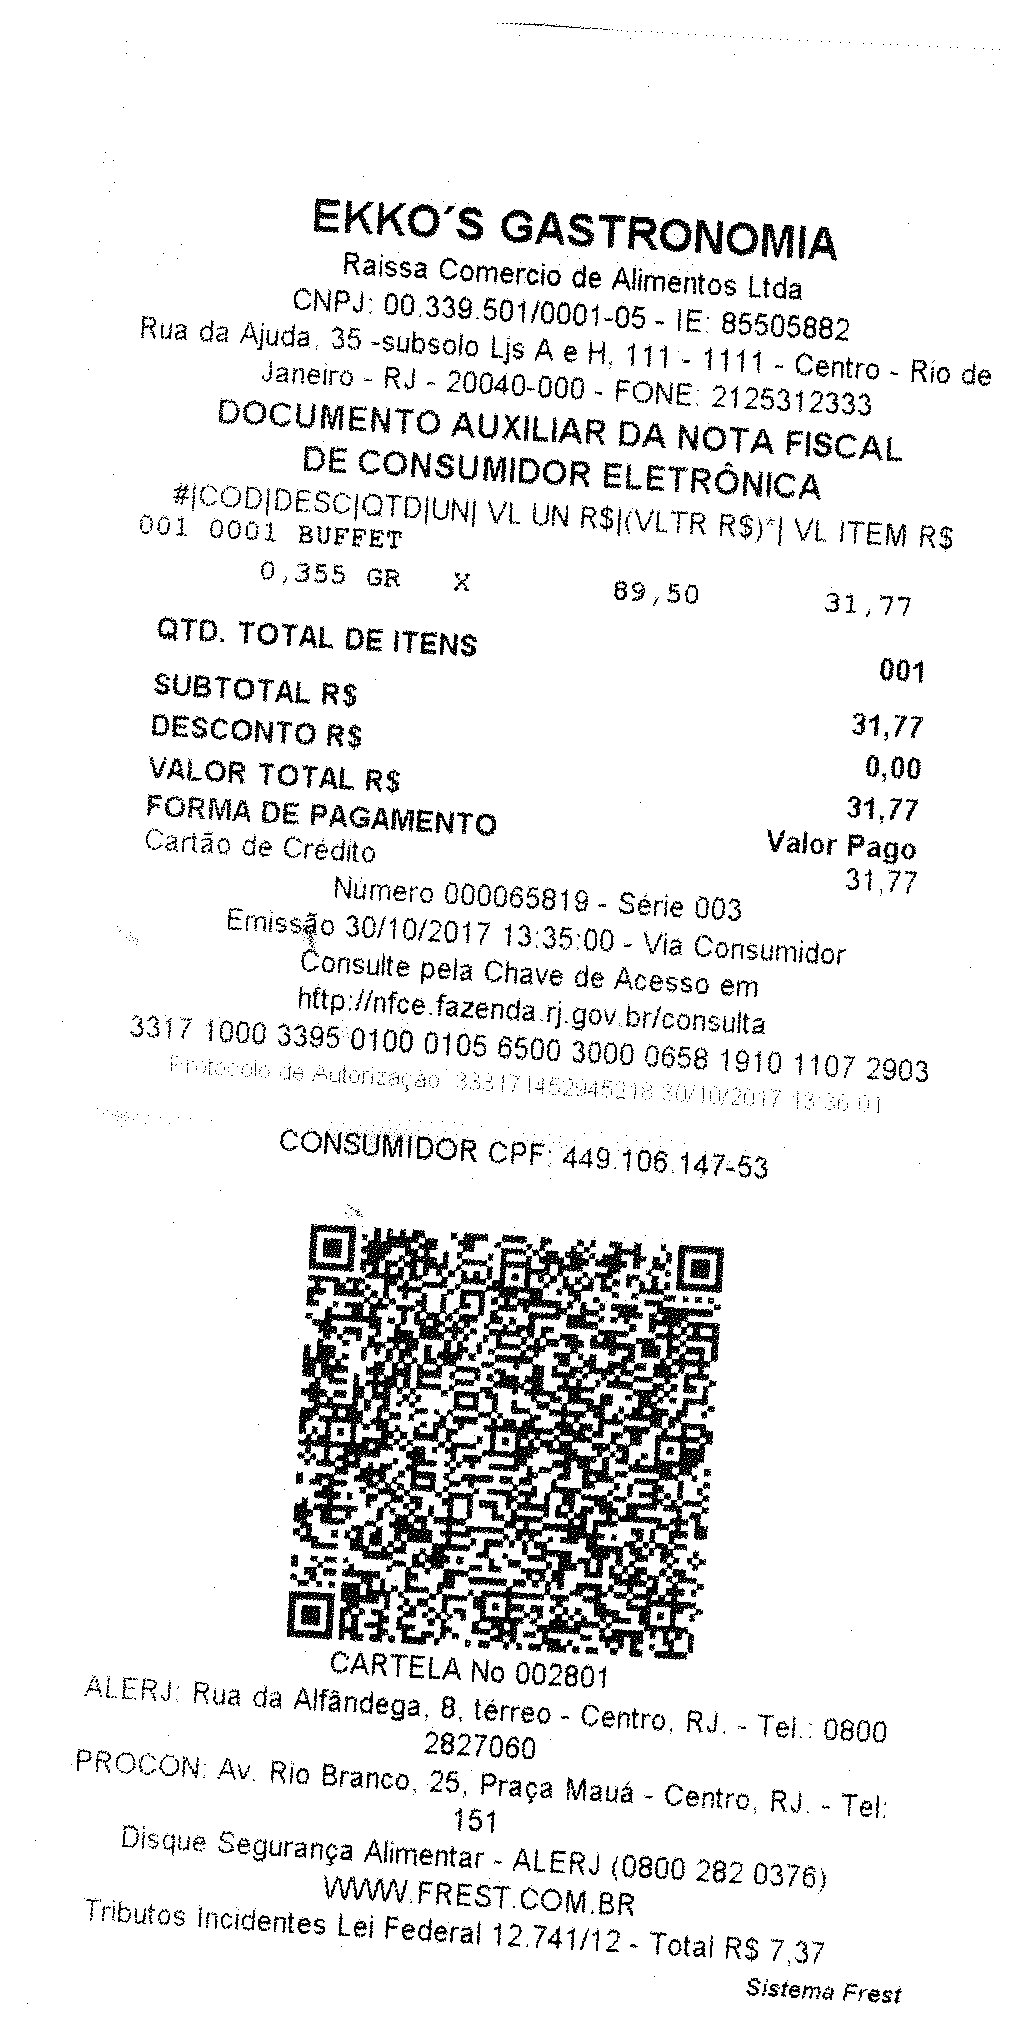 EKKO´S GASTRONOMIA
Raissa Comercio de Alimentos Ltda
CNPJ: 00.339.501/0001-05 - IE: 85505882
Rua da Ajuda, 35 -subsolo Ljs A e H, 111 - 1111 - Centro - Rio de
Janeiro - RJ - 20040-000 - FONE: 2125312333
DOCUMENTO AUXILIAR DA NOTA FISCAL
DE CONSUMIDOR ELETRÔNICA
#|COD|DESC|QTD|UN| VL UN R$|(VLTR R$)*| VL ITEM R$
001 0001 BUFFET
0,355 GR X 89,50 31,77
QTD. TOTAL DE ITENS 001
SUBTOTAL R$ 31,77
DESCONTO R$ 0,00
VALOR TOTAL R$ 31,77
FORMA DE PAGAMENTO Valor Pago
Cartão de Crédito 31,77
Número 000065819 - Série 003
Emissão 30/10/2017 13:35:00 - Via Consumidor
Consulte pela Chave de Acesso em
http://nfce.fazenda.rj.gov.br/consulta
3317 1000 3395 0100 0105 6500 3000 0658 1910 1107 2903
Protocolo de Autorização: 333171452945218 30/10/2017 13:36:01
CONSUMIDOR CPF: 449.106.147-53
CARTELA No 002801
ALERJ: Rua da Alfândega, 8, térreo - Centro, RJ. - Tel.: 0800
2827060
PROCON: Av. Rio Branco, 25, Praça Mauá - Centro, RJ. - Tel:
151
Disque Segurança Alimentar - ALERJ (0800 282 0376)
WWW.FREST.COM.BR
Tributos Incidentes Lei Federal 12.741/12 - Total R$ 7,37
Sistema Frest